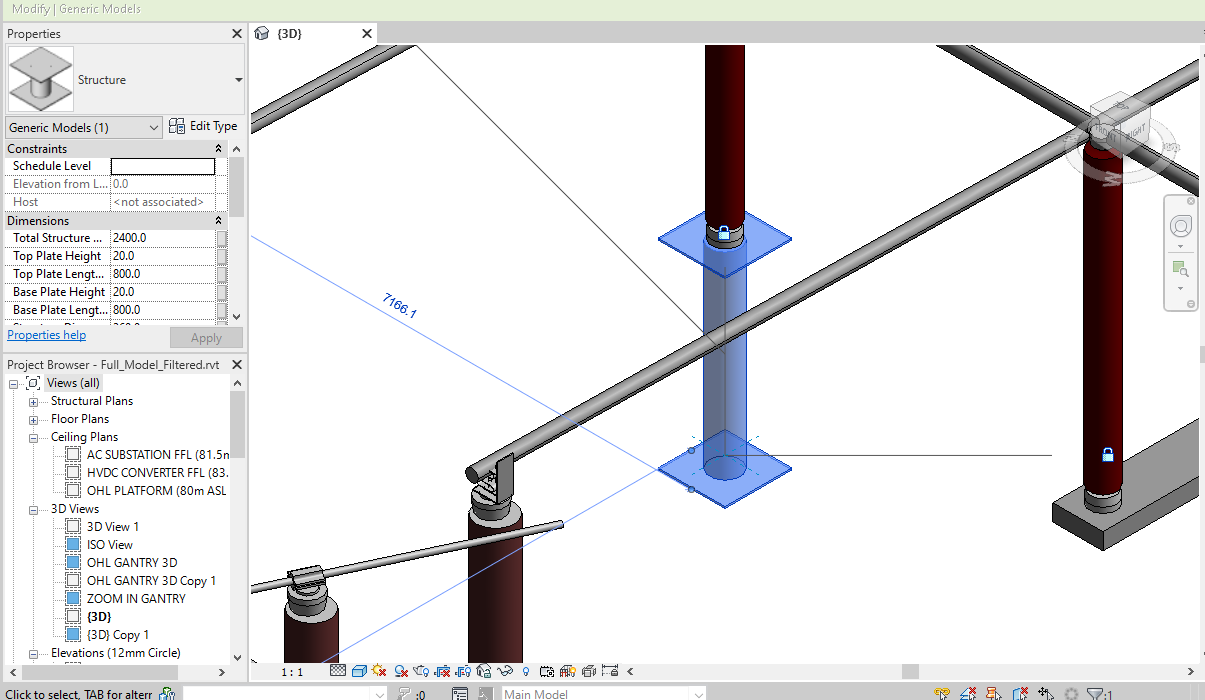 Modify | Generic Models
Properties
{3D}
Structure
Generic Models (1)
Edit Type
Constraints
Schedule Level
Elevation from L... 0.0
Host <not associated>
Dimensions
Total Structure ... 2400.0
Top Plate Height 20.0
Top Plate Lengt... 800.0
Base Plate Height 20.0
Base Plate Lengt... 800.0
Properties help
Apply
Project Browser - Full_Model_Filtered.rvt
Views (all)
Structural Plans
Floor Plans
Ceiling Plans
AC SUBSTATION FFL (81.5m
HVDC CONVERTER FFL (83.
OHL PLATFORM (80m ASL
3D Views
3D View 1
ISO View
OHL GANTRY 3D
OHL GANTRY 3D Copy 1
ZOOM IN GANTRY
{3D}
{3D} Copy 1
Elevations (12mm Circle)
7166.1
RIGHT
1 : 1
Click to select, TAB for altern
:0
Main Model
:1